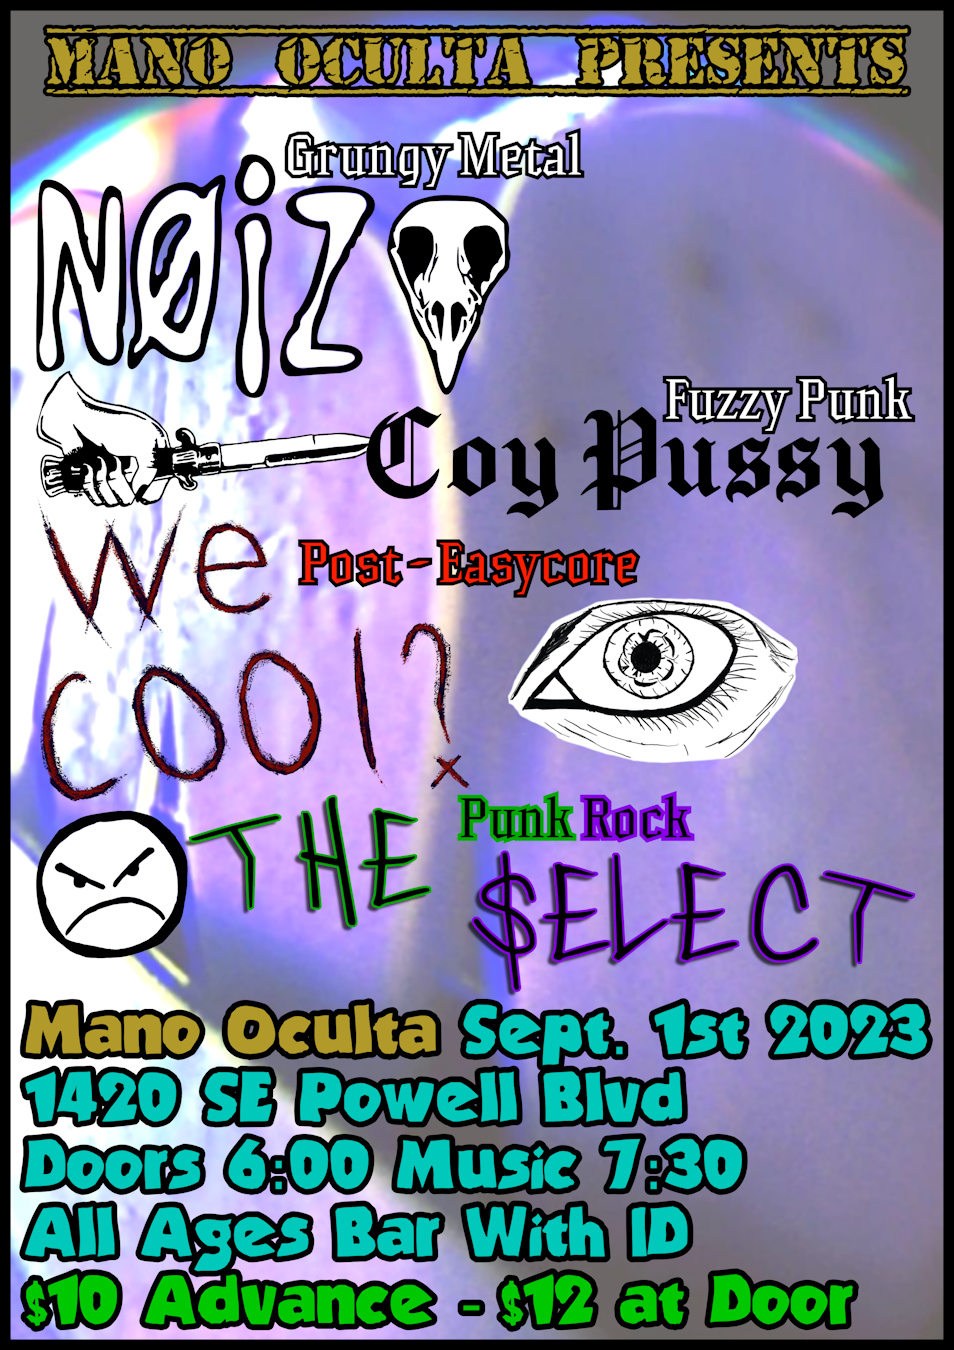 MANO OCULTA PRESENTS
Grungy Metal
NØiZ
Fuzzy Punk
Coy Pussy
We
Post-Easycore
cool?
Punk Rock
THE $ELECT
Mano Oculta Sept. 1st 2023
1420 SE Powell Blvd
Doors 6:00 Music 7:30
All Ages Bar With ID
$10 Advance - $12 at Door